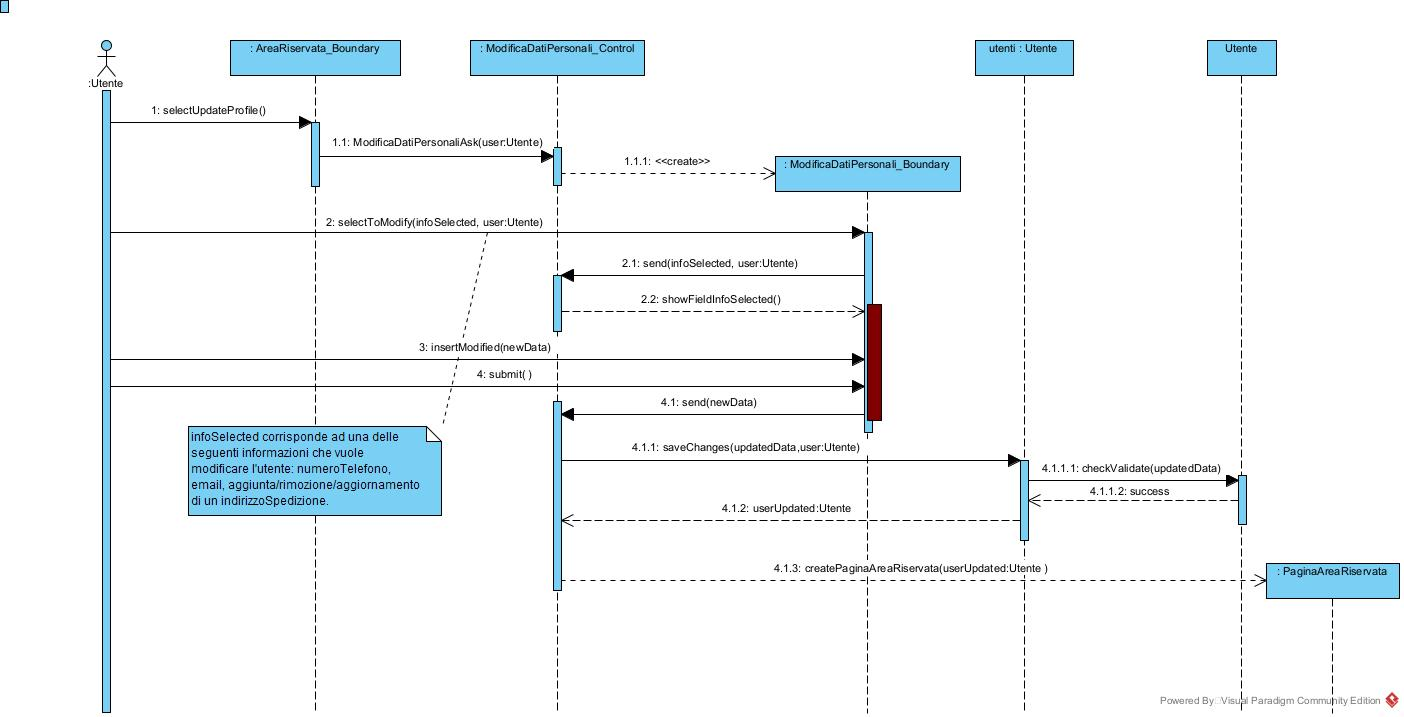 : AreaRiservata_Boundary
: ModificaDatiPersonali_Control
utenti : Utente
Utente
:Utente
1: selectUpdateProfile()
1.1: ModificaDatiPersonaliAsk(user:Utente)
1.1.1: <<create>>
: ModificaDatiPersonali_Boundary
2: selectToModify(infoSelected, user:Utente)
2.1: send(infoSelected, user:Utente)
2.2: showFieldInfoSelected()
3: insertModified(newData)
4: submit( )
4.1: send(newData)
infoSelected corrisponde ad una delle
seguenti informazioni che vuole
modificare l'utente: numeroTelefono,
email, aggiunta/rimozione/aggiornamento
di un indirizzoSpedizione.
4.1.1: saveChanges(updatedData,user:Utente)
4.1.1.1: checkValidate(updatedData)
4.1.1.2: success
4.1.2: userUpdated:Utente
4.1.3: createPaginaAreaRiservata(userUpdated:Utente )
: PaginaAreaRiservata
Powered By Visual Paradigm Community Edition